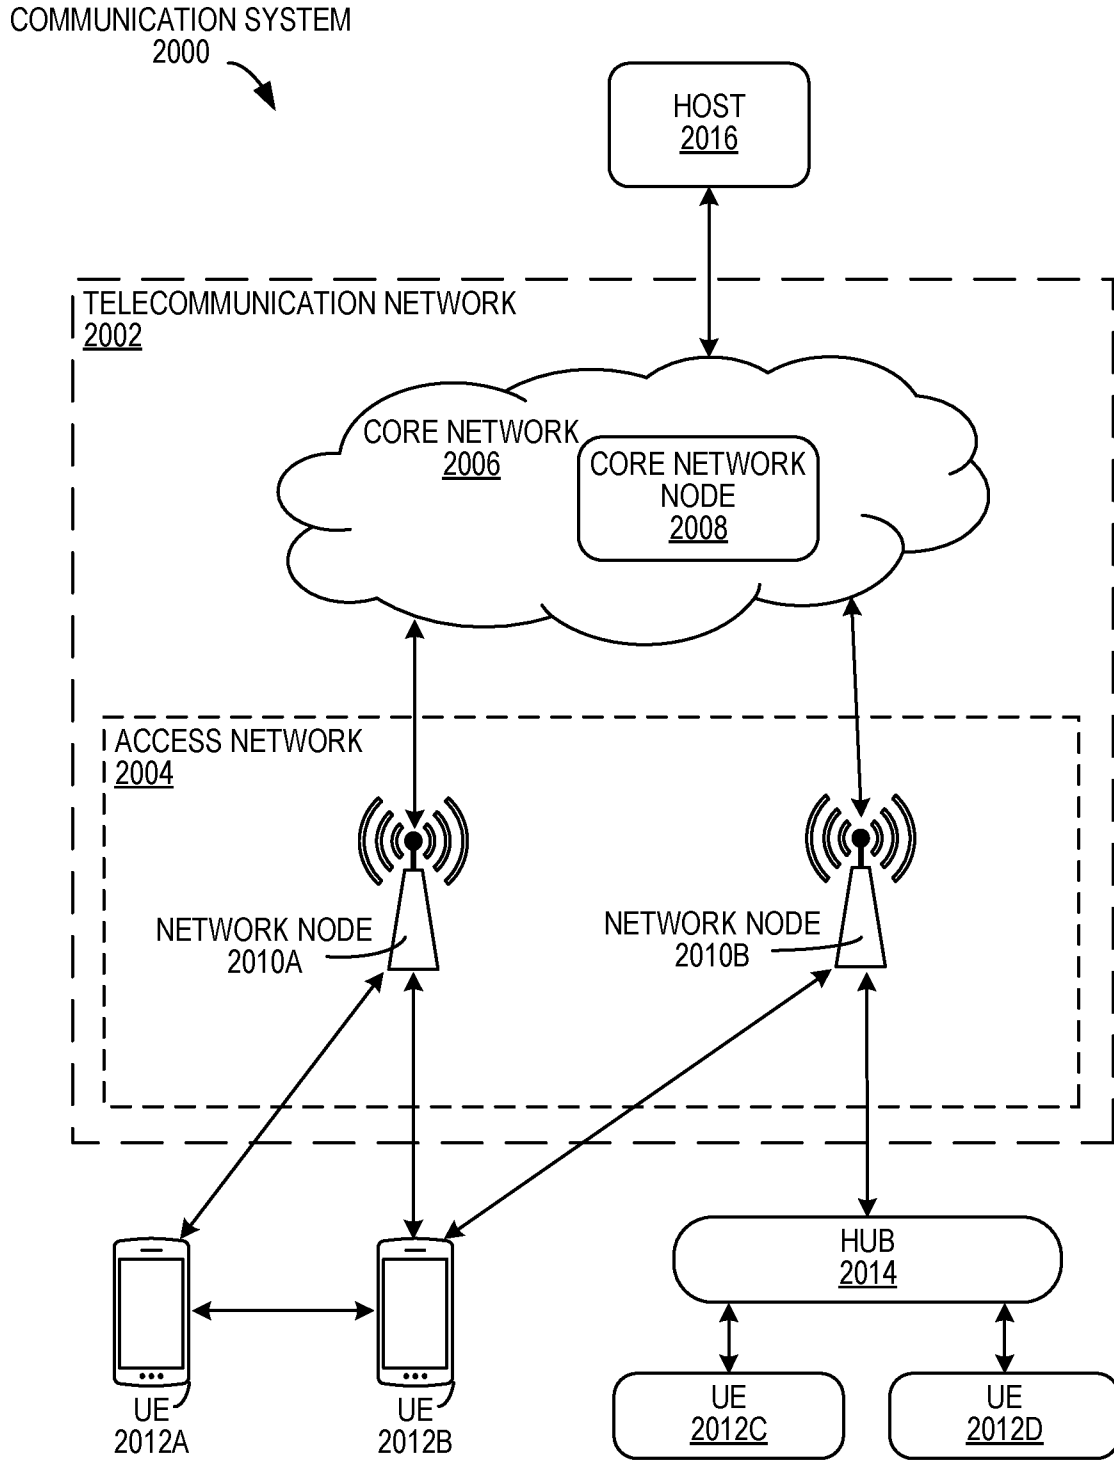 COMMUNICATION SYSTEM
2000
HOST
2016
TELECOMMUNICATION NETWORK
2002
CORE NETWORK
2006
CORE NETWORK
NODE
2008
ACCESS NETWORK
2004
NETWORK NODE
2010A
NETWORK NODE
2010B
HUB
2014
UE
2012A
UE
2012B
UE
2012C
UE
2012D